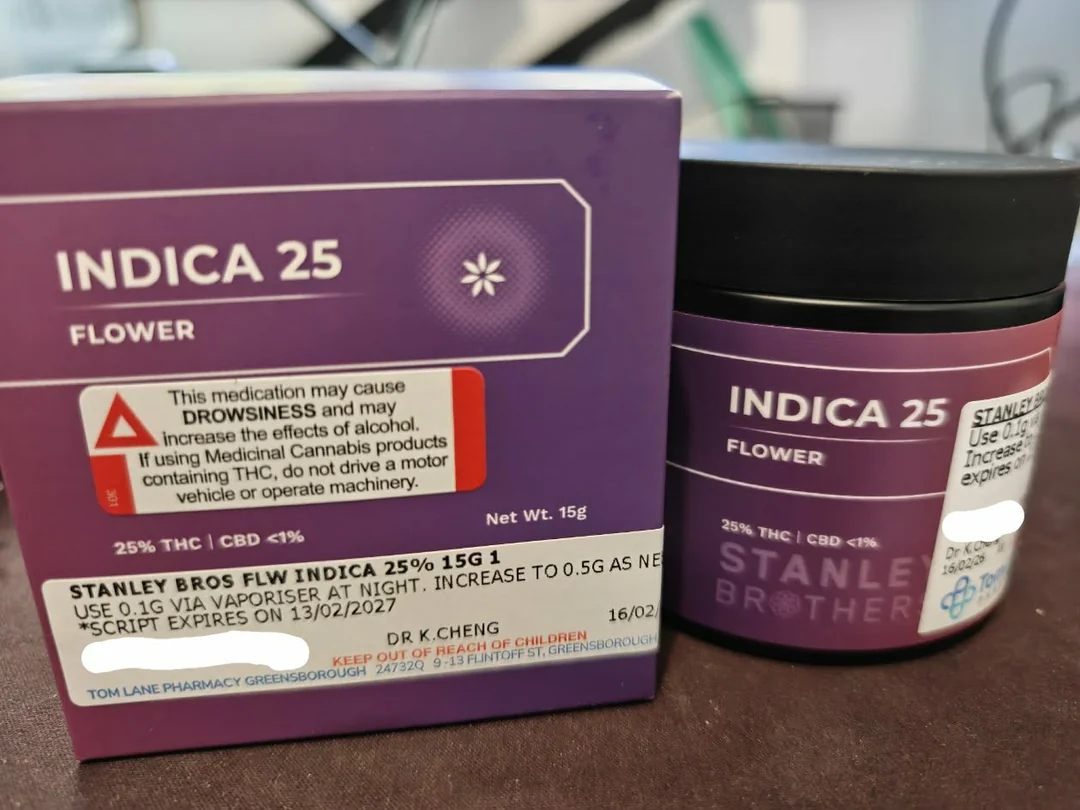 INDICA 25
FLOWER
This medication may cause
DROWSINESS and may
increase the effects of alcohol.
If using Medicinal Cannabis products
containing THC, do not drive a motor
vehicle or operate machinery.
Net Wt. 15g
25% THC | CBD <1%
STANLEY BROS FLW INDICA 25% 15G 1
USE 0.1G VIA VAPORISER AT NIGHT. INCREASE TO 0.5G AS NE
*SCRIPT EXPIRES ON 13/02/2027
DR K.CHENG
16/02/
KEEP OUT OF REACH OF CHILDREN
TOM LANE PHARMACY GREENSBOROUGH 24732Q 9-13 FLINTOFF ST, GREENSBOROUGH
INDICA 25
FLOWER
25% THC | CBD <1%
STANLEY
BROTHER
STANLEY
Use 0.1g
Increase
expires on
Dr K.
16/02/26